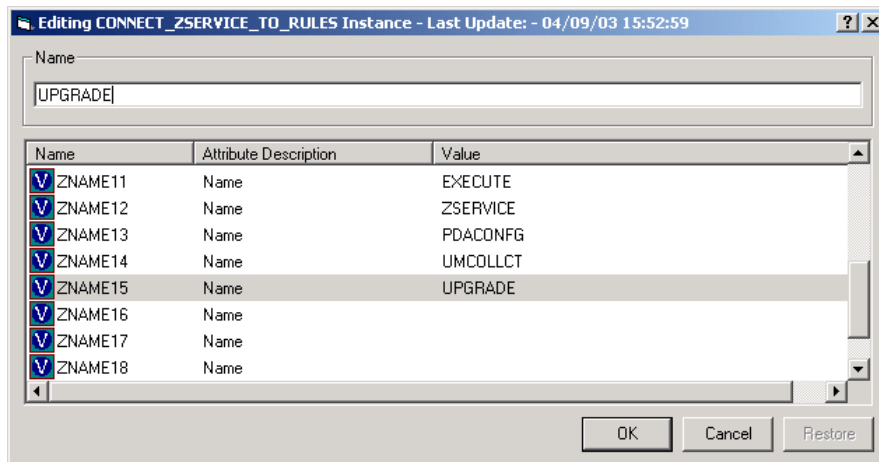 Editing CONNECT_ZSERVICE_TO_RULES Instance - Last Update: - 04/09/03 15:52:59
Name
UPGRADE
Name Attribute Description Value
V ZNAME11 Name EXECUTE
V ZNAME12 Name ZSERVICE
V ZNAME13 Name PDACONFG
V ZNAME14 Name UMCOLLCT
V ZNAME15 Name UPGRADE
V ZNAME16 Name
V ZNAME17 Name
V ZNAME18 Name
OK Cancel Restore